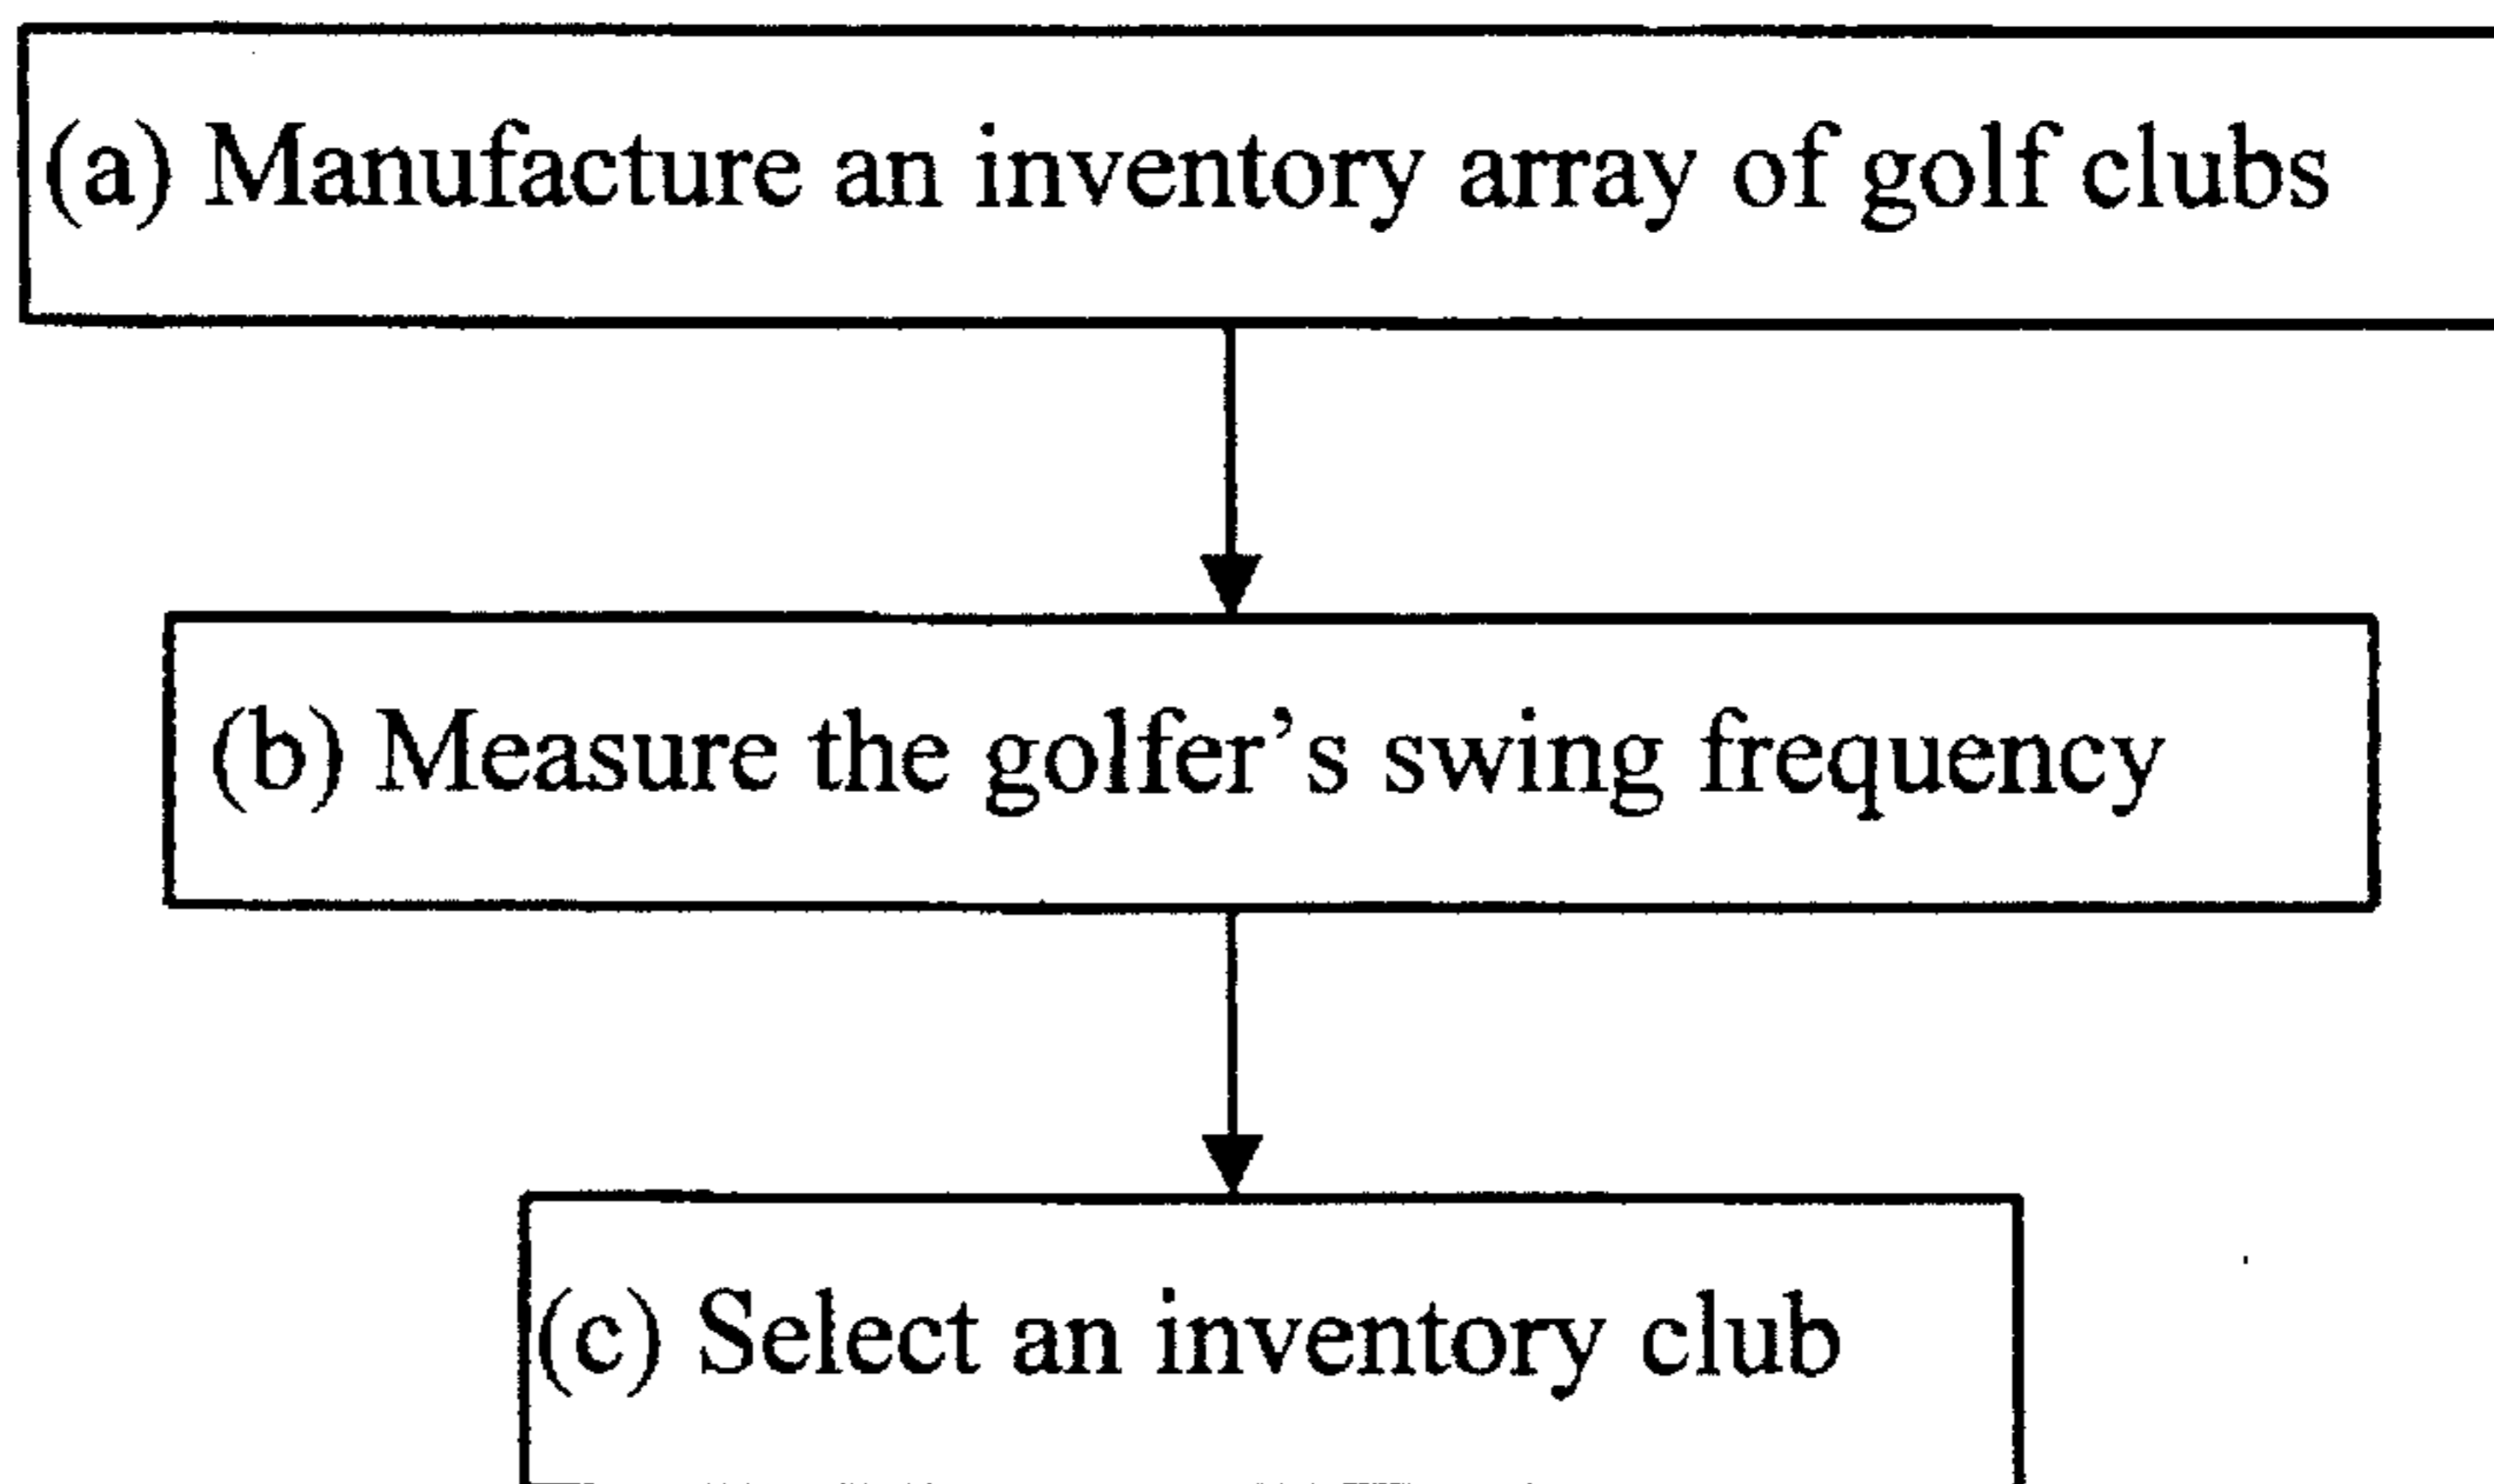 (a) Manufacture an inventory array of golf clubs
(b) Measure the golfer’s swing frequency
(c) Select an inventory club